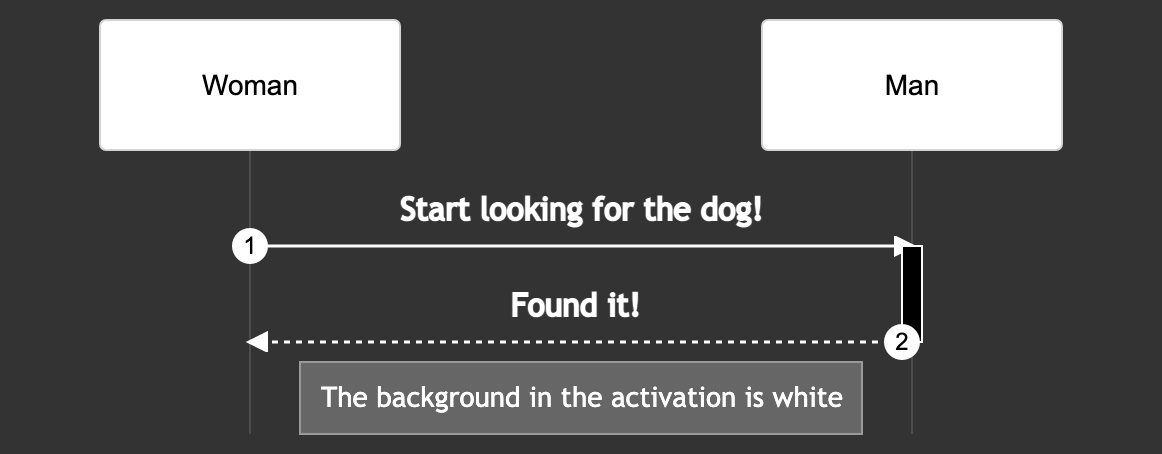 Woman
Man
Start looking for the dog!
1
Found it!
2
The background in the activation is white